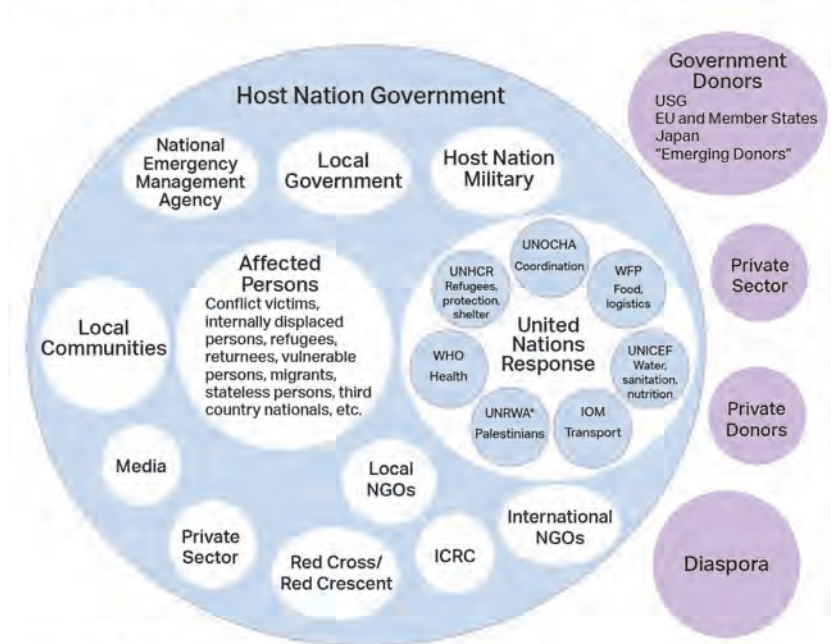 Host Nation Government
National
Emergency
Management
Agency
Local
Government
Host Nation
Military
Affected
Persons
Conflict victims,
internally displaced
persons, refugees,
returnees, vulnerable
persons, migrants,
stateless persons, third
country nationals, etc.
Local
Communities
Media
Private
Sector
Red Cross/
Red Crescent
Local
NGOs
ICRC
International
NGOs
United
Nations
Response
UNOCHA
Coordination
UNHCR
Refugees,
protection,
shelter
WFP
Food,
logistics
WHO
Health
UNICEF
Water,
sanitation,
nutrition
UNRWA*
Palestinians
IOM
Transport
Government
Donors
USG
EU and Member States
Japan
"Emerging Donors"
Private
Sector
Private
Donors
Diaspora